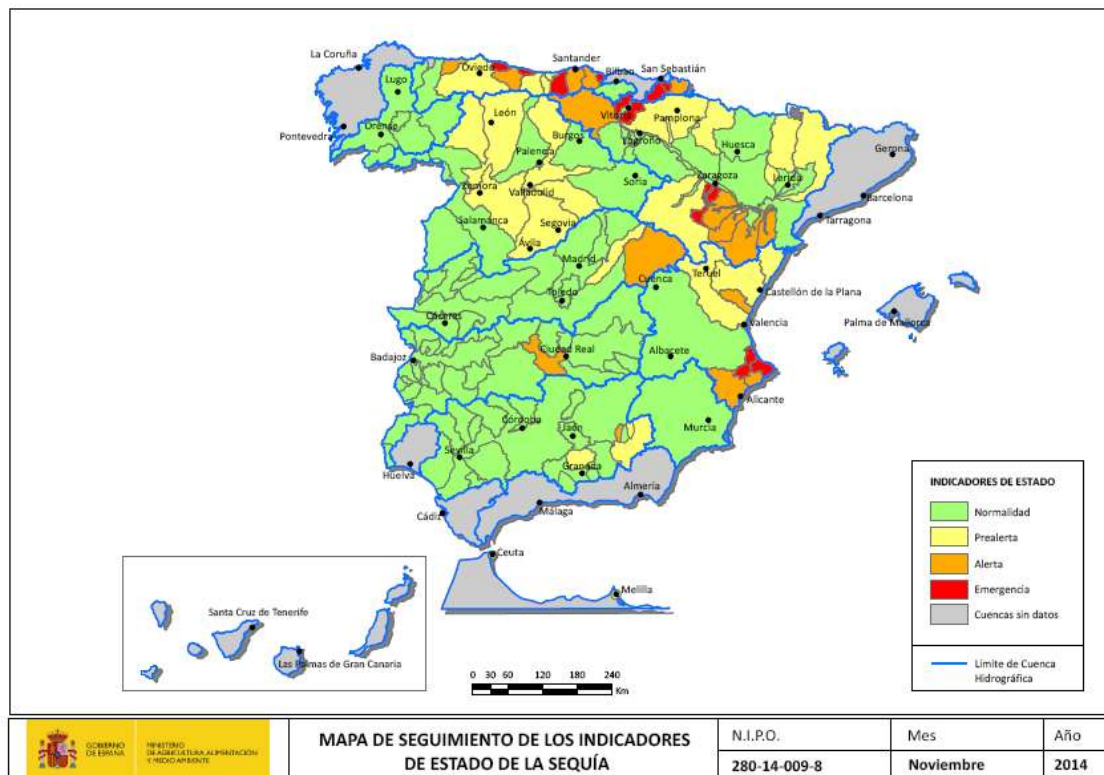 La Coruña
Lugo
Pontevedra
Orense
Oviedo
Santander
Bilbao
San Sebastián
León
Vitoria
Pamplona
Burgos
Logroño
Huesca
Gerona
Palencia
Zamora
Valladolid
Soria
Zaragoza
Lérida
Barcelona
Tarragona
Salamanca
Segovia
Ávila
Madrid
Teruel
Cuenca
Castellón de la Plana
Toledo
Cáceres
Valencia
Palma de Mallorca
Badajoz
Ciudad Real
Albacete
Alicante
Córdoba
Jaén
Murcia
Sevilla
Huelva
Granada
Almería
Cádiz
Málaga
Ceuta
Melilla
Santa Cruz de Tenerife
Las Palmas de Gran Canaria
0 30 60 120 180 240
Km
INDICADORES DE ESTADO
Normalidad
Prealerta
Alerta
Emergencia
Cuencas sin datos
Límite de Cuenca
Hidrográfica
GOBIERNO
DE ESPAÑA
MINISTERIO
DE AGRICULTURA, ALIMENTACIÓN
Y MEDIO AMBIENTE
MAPA DE SEGUIMIENTO DE LOS INDICADORES
DE ESTADO DE LA SEQUÍA
N.I.P.O.
280-14-009-8
Mes
Noviembre
Año
2014